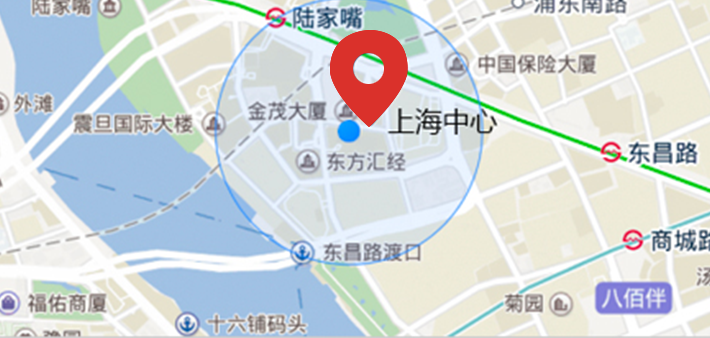 陆家嘴
陆家嘴
浦东南路
中国保险大厦
外滩
金茂大厦
震旦国际大楼
上海中心
东方汇经
东昌路
商城路
东昌路渡口
福佑商厦
菊园
八佰伴
十六铺码头
豫园